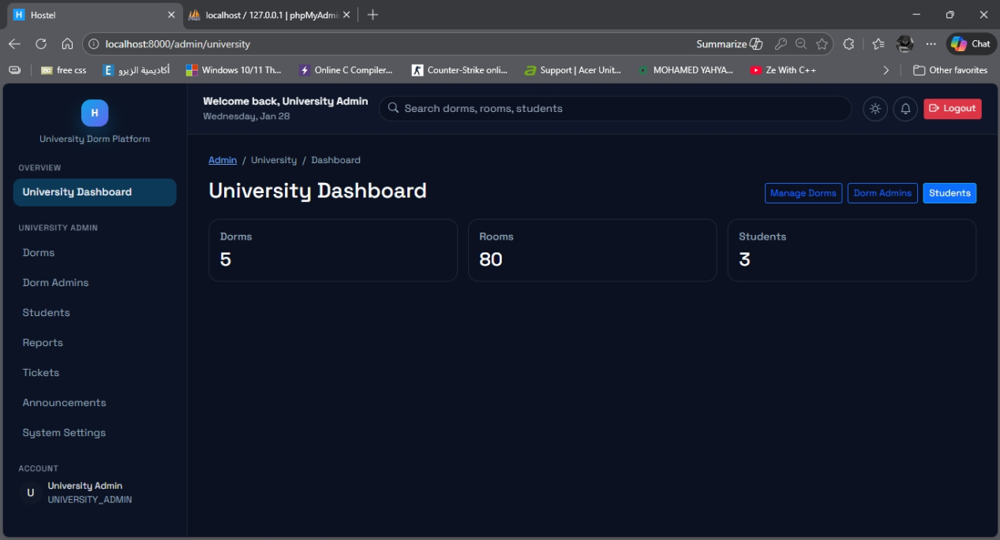 H Hostel
localhost / 127.0.0.1 | phpMyAdmi
localhost:8000/admin/university
Summarize
Chat
free css
E أكاديمية الزيرو
Windows 10/11 Th...
Online C Compiler...
Counter-Strike onli...
Support | Acer Unit...
MOHAMED YAHYA...
Ze With C++
Other favorites
H
University Dorm Platform
OVERVIEW
University Dashboard
UNIVERSITY ADMIN
Dorms
Dorm Admins
Students
Reports
Tickets
Announcements
System Settings
ACCOUNT
U
University Admin
UNIVERSITY_ADMIN
Welcome back, University Admin
Wednesday, Jan 28
Search dorms, rooms, students
Logout
Admin / University / Dashboard
University Dashboard
Manage Dorms
Dorm Admins
Students
Dorms
5
Rooms
80
Students
3